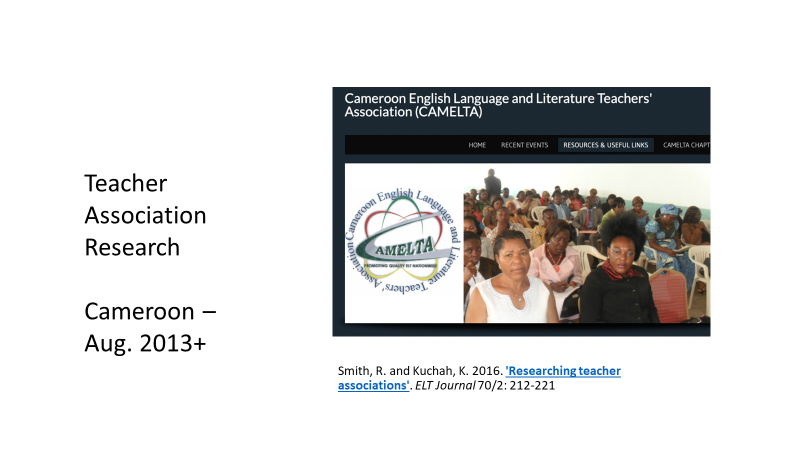 Teacher
Association
Research
Cameroon –
Aug. 2013+
Cameroon English Language and Literature Teachers'
Association (CAMELTA)
HOME RECENT EVENTS RESOURCES & USEFUL LINKS CAMELTA CHAPT
Cameroon English Language and Literature Teachers' Association
CAMELTA
PROMOTING QUALITY ELT NATIONWIDE
Smith, R. and Kuchah, K. 2016. 'Researching teacher
associations'. ELT Journal 70/2: 212-221